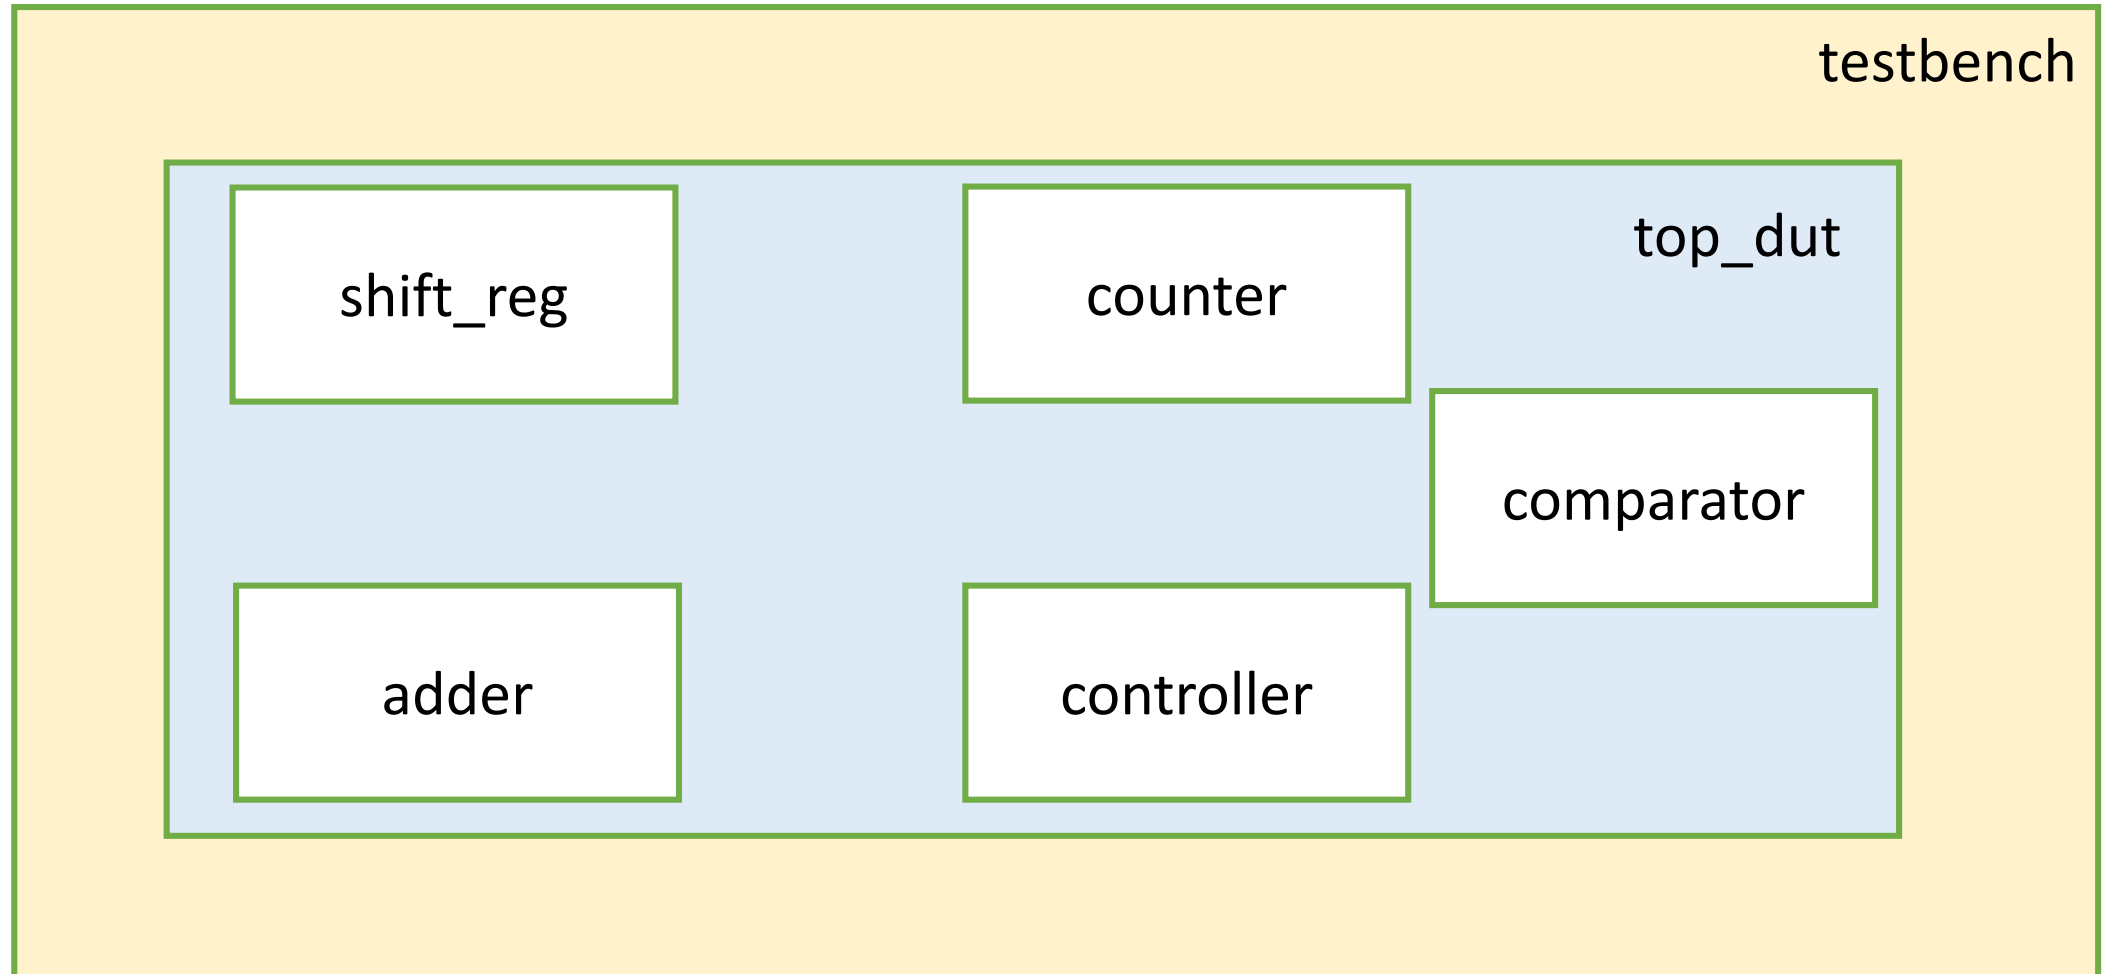 testbench
top_dut
shift_reg
counter
comparator
adder
controller